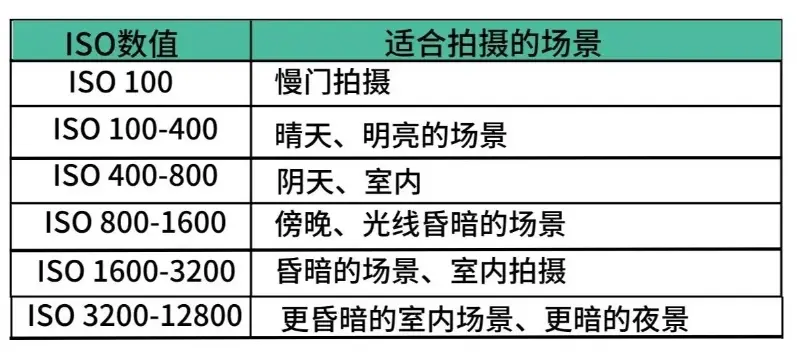 ISO数值 适合拍摄的场景
ISO 100 慢门拍摄
ISO 100-400 晴天、明亮的场景
ISO 400-800 阴天、室内
ISO 800-1600 傍晚、光线昏暗的场景
ISO 1600-3200 昏暗的场景、室内拍摄
ISO 3200-12800 更昏暗的室内场景、更暗的夜景